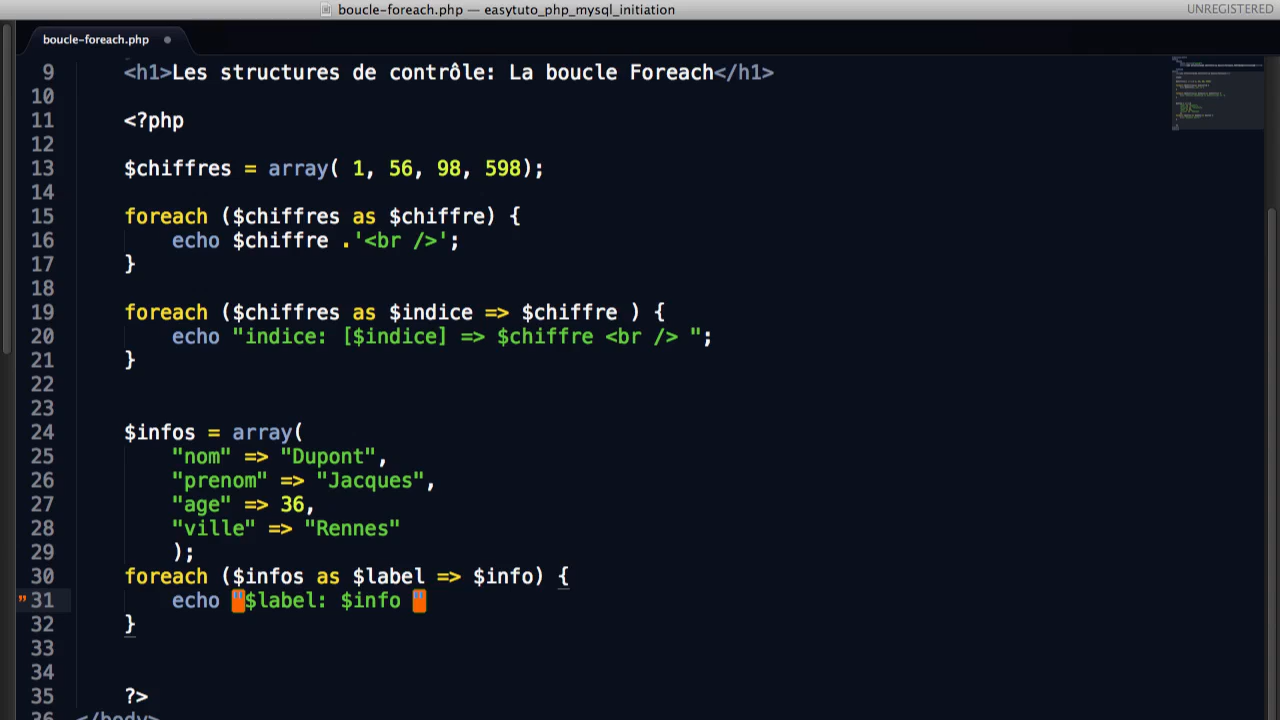 boucle-foreach.php — easytuto_php_mysql_initiation
UNREGISTERED
boucle-foreach.php
9 <h1>Les structures de contrôle: La boucle Foreach</h1>
10
11 <?php
12
13 $chiffres = array( 1, 56, 98, 598);
14
15 foreach ($chiffres as $chiffre) {
16 echo $chiffre .'<br />';
17 }
18
19 foreach ($chiffres as $indice => $chiffre ) {
20 echo "indice: [$indice] => $chiffre <br /> ";
21 }
22
23
24 $infos = array(
25 "nom" => "Dupont",
26 "prenom" => "Jacques",
27 "age" => 36,
28 "ville" => "Rennes"
29 );
30 foreach ($infos as $label => $info) {
31 echo "$label: $info "
32 }
33
34
35 ?>
36 </body>